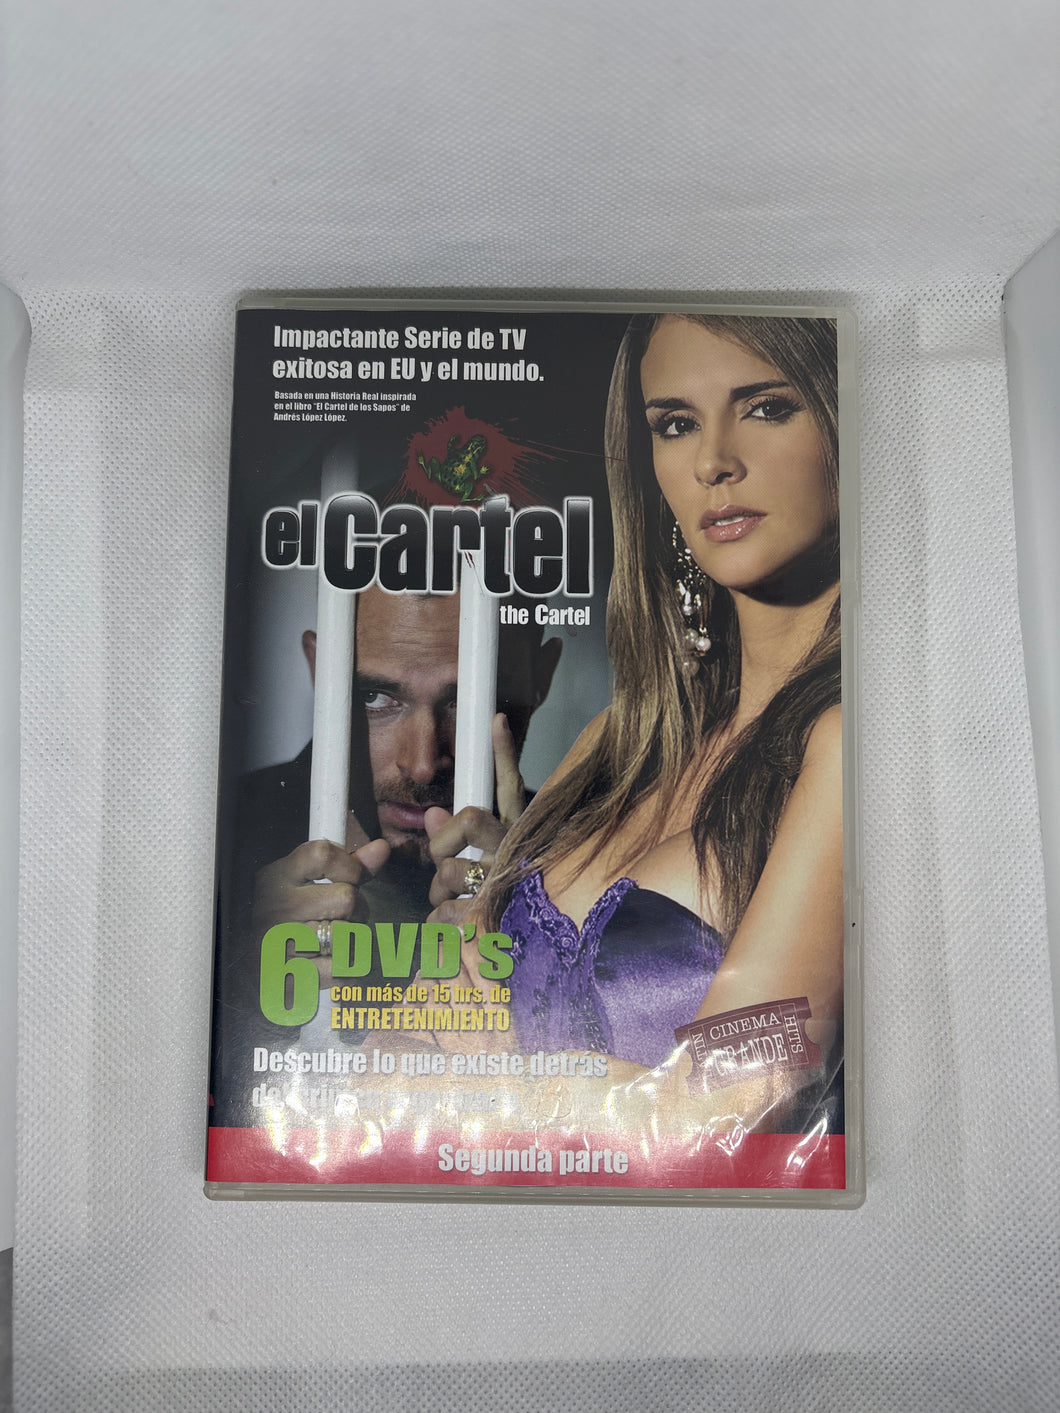 Impactante Serie de TV
exitosa en EU y el mundo.
Basada en una Historia Real inspirada
en el libro "El Cartel de los Sapos" de
Andrés López López.
el Cartel
the Cartel
6 DVD's
con más de 15 hrs. de
ENTRETENIMIENTO
Descubre lo que existe detrás
CINEMA
GRANDE
HITS
Segunda parte